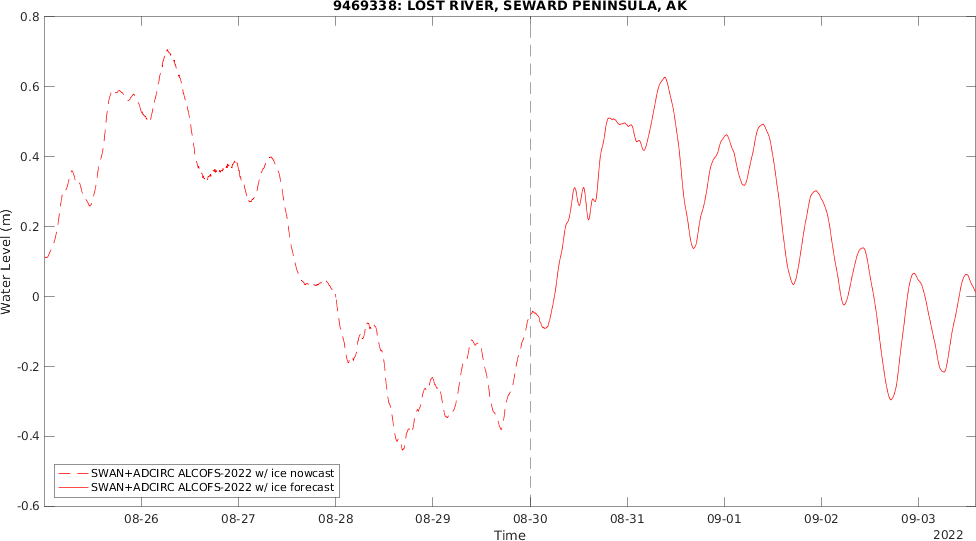 9469338: LOST RIVER, SEWARD PENINSULA, AK
0.8
0.6
0.4
0.2
0
-0.2
-0.4
-0.6
Water Level (m)
SWAN+ADCIRC ALCOFS-2022 w/ ice nowcast
SWAN+ADCIRC ALCOFS-2022 w/ ice forecast
08-26 08-27 08-28 08-29 08-30 08-31 09-01 09-02 09-03
Time
2022